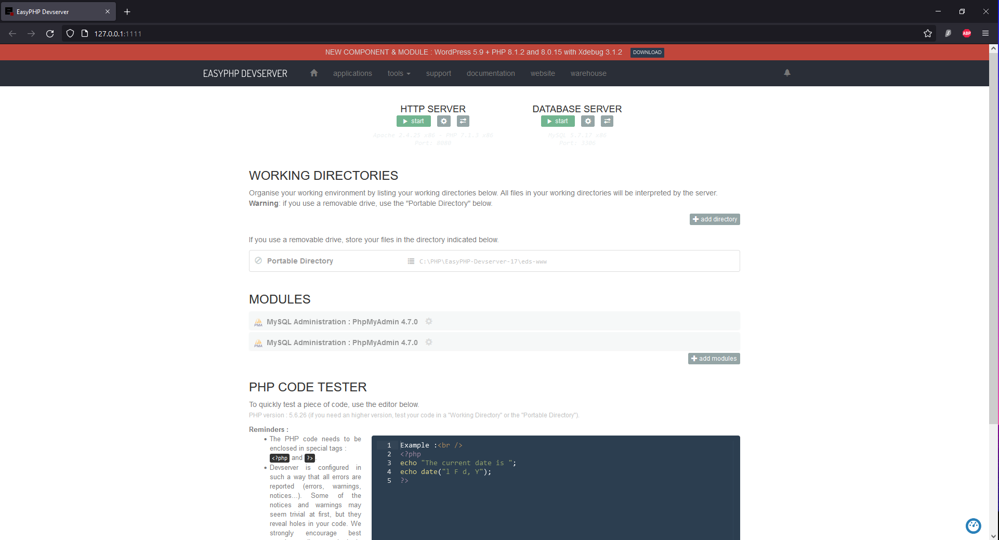 EasyPHP Devserver
127.0.0.1:1111
ABP
NEW COMPONENT & MODULE : WordPress 5.9 + PHP 8.1.2 and 8.0.15 with Xdebug 3.1.2 DOWNLOAD
EASYPHP DEVSERVER applications tools support documentation website warehouse
HTTP SERVER DATABASE SERVER
start start
Apache 2.4.25 x86 - PHP 7.1.3 x86 MySQL 5.7.17 x86
Port: 8080 Port: 3306
WORKING DIRECTORIES
Organise your working environment by listing your working directories below. All files in your working directories will be interpreted by the server.
Warning: if you use a removable drive, use the "Portable Directory" below.
add directory
If you use a removable drive, store your files in the directory indicated below.
Portable Directory C:\PHP\EasyPHP-Devserver-17\eds-www
MODULES
PMA MySQL Administration : PhpMyAdmin 4.7.0
PMA MySQL Administration : PhpMyAdmin 4.7.0
add modules
PHP CODE TESTER
To quickly test a piece of code, use the editor below.
PHP version : 5.6.26 (if you need an higher version, test your code in a "Working Directory" or the "Portable Directory").
Reminders :
• The PHP code needs to be
enclosed in special tags :
<?php and ?>.
• Devserver is configured in
such a way that all errors are
reported (errors, warnings,
notices...). Some of the
notices and warnings may
seem trivial at first, but they
reveal holes in your code. We
strongly encourage best
1 Example :<br />
2 <?php
3 echo "The current date is ";
4 echo date("l F d, Y");
5 ?>